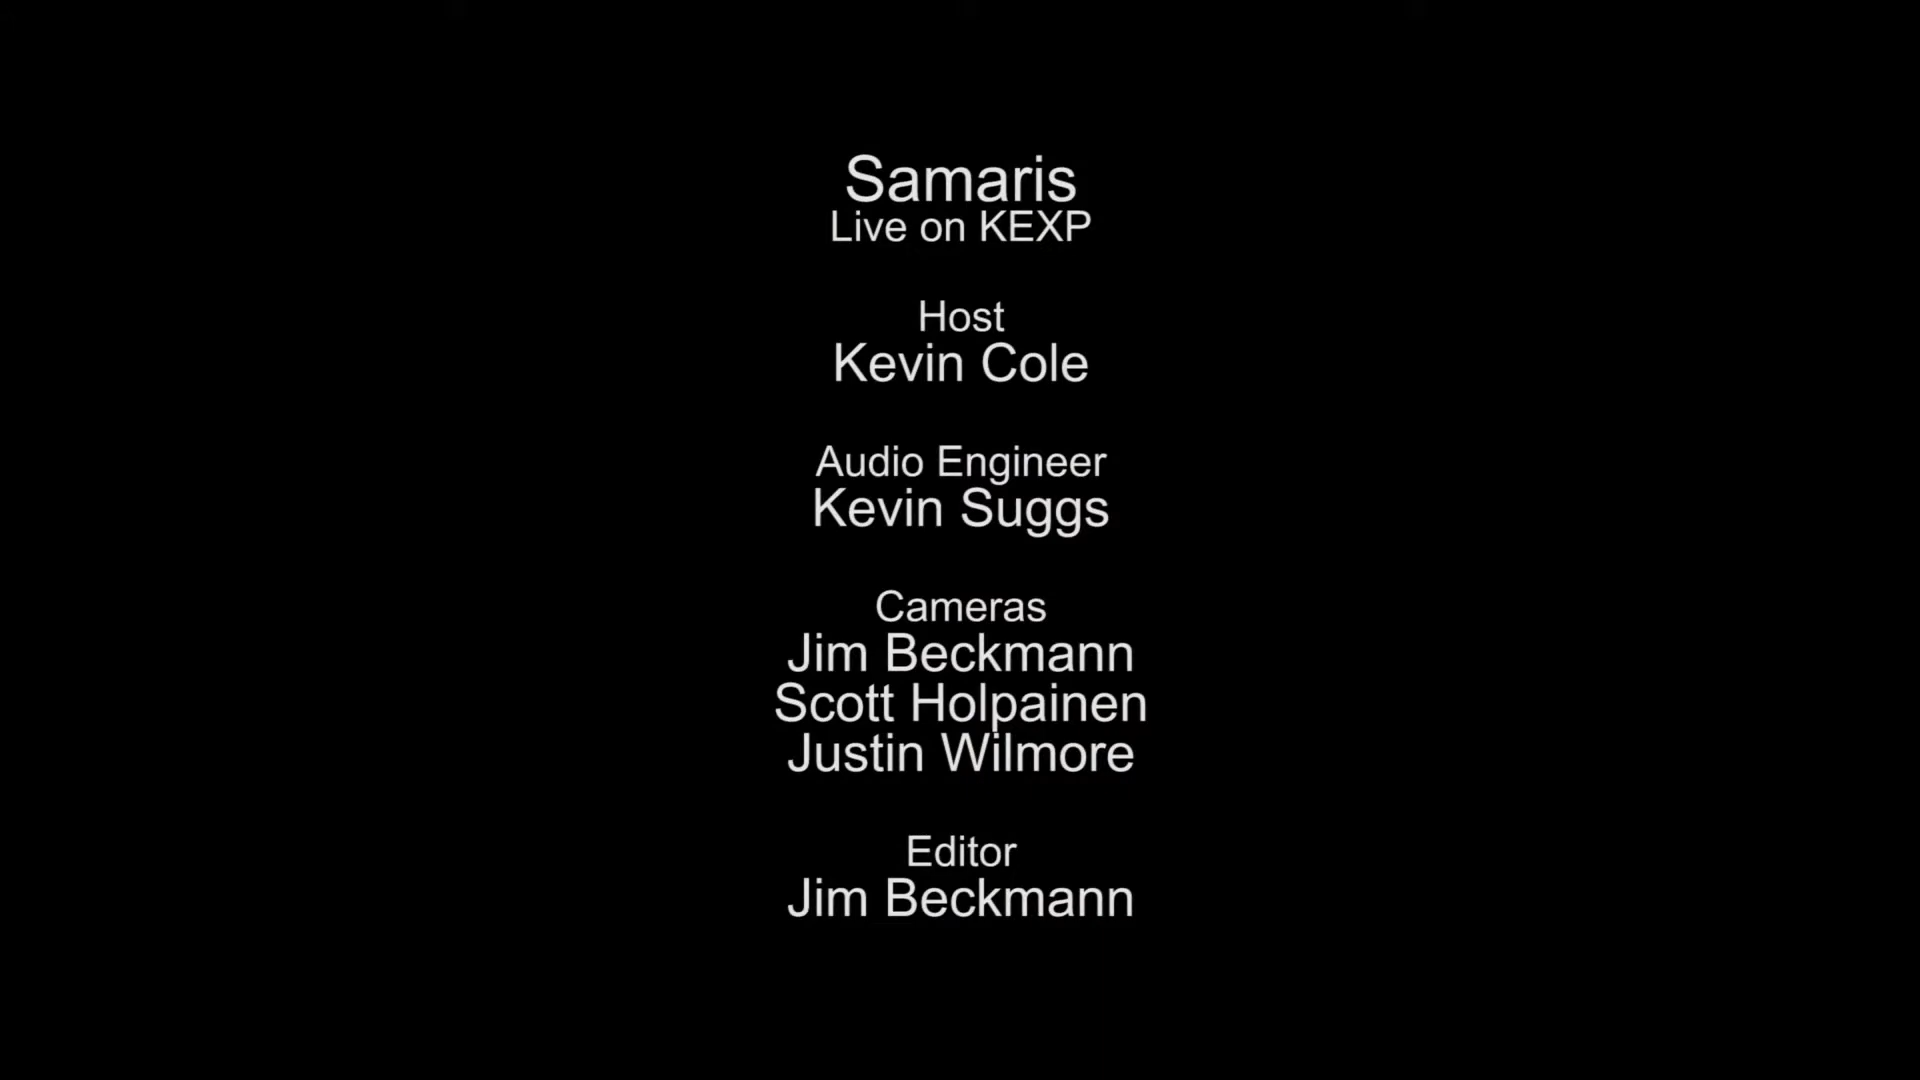 Samaris
Live on KEXP
Host
Kevin Cole
Audio Engineer
Kevin Suggs
Cameras
Jim Beckmann
Scott Holpainen
Justin Wilmore
Editor
Jim Beckmann